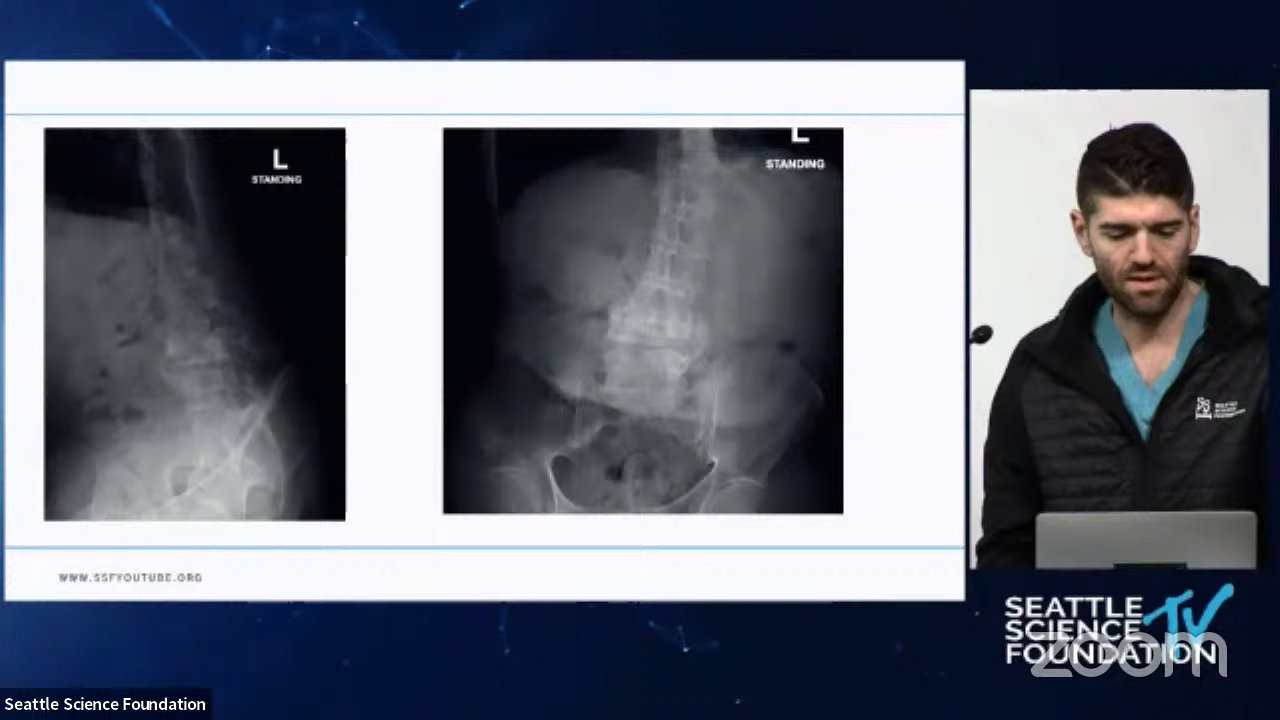 L
STANDING
L
STANDING
WWW.SSFYOUTUBE.ORG
SEATTLE
SCIENCE
FOUNDATION
TV
zoom
Seattle Science Foundation